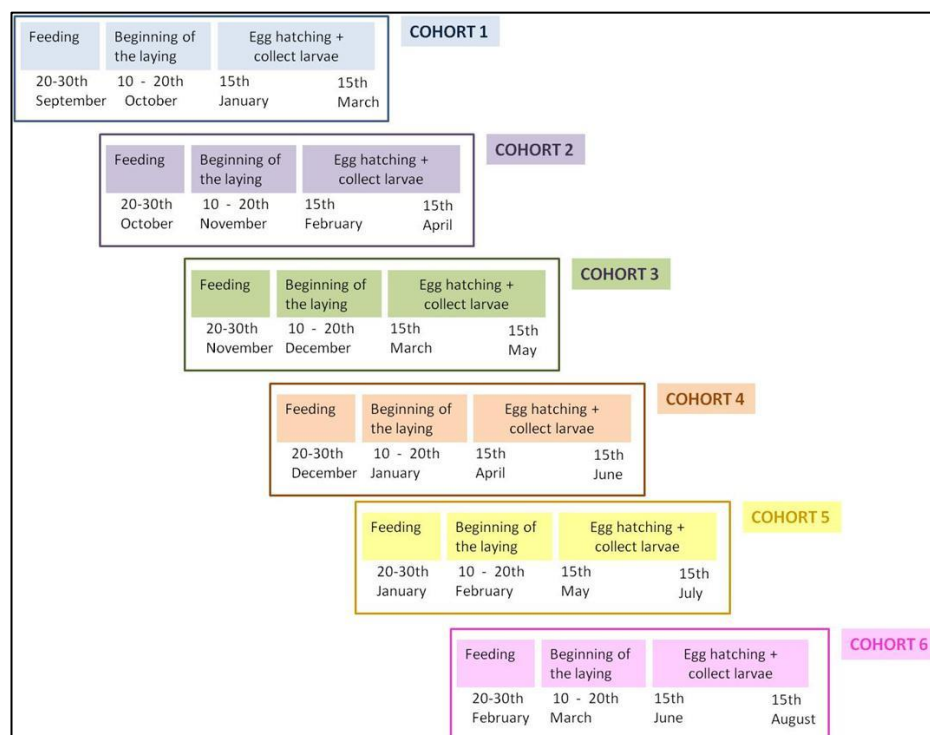 COHORT 1
Feeding
Beginning of
the laying
Egg hatching +
collect larvae
20-30th
September
10 - 20th
October
15th
January
15th
March
COHORT 2
Feeding
Beginning of
the laying
Egg hatching +
collect larvae
20-30th
October
10 - 20th
November
15th
February
15th
April
COHORT 3
Feeding
Beginning of
the laying
Egg hatching +
collect larvae
20-30th
November
10 - 20th
December
15th
March
15th
May
COHORT 4
Feeding
Beginning of
the laying
Egg hatching +
collect larvae
20-30th
December
10 - 20th
January
15th
April
15th
June
COHORT 5
Feeding
Beginning of
the laying
Egg hatching +
collect larvae
20-30th
January
10 - 20th
February
15th
May
15th
July
COHORT 6
Feeding
Beginning of
the laying
Egg hatching +
collect larvae
20-30th
February
10 - 20th
March
15th
June
15th
August